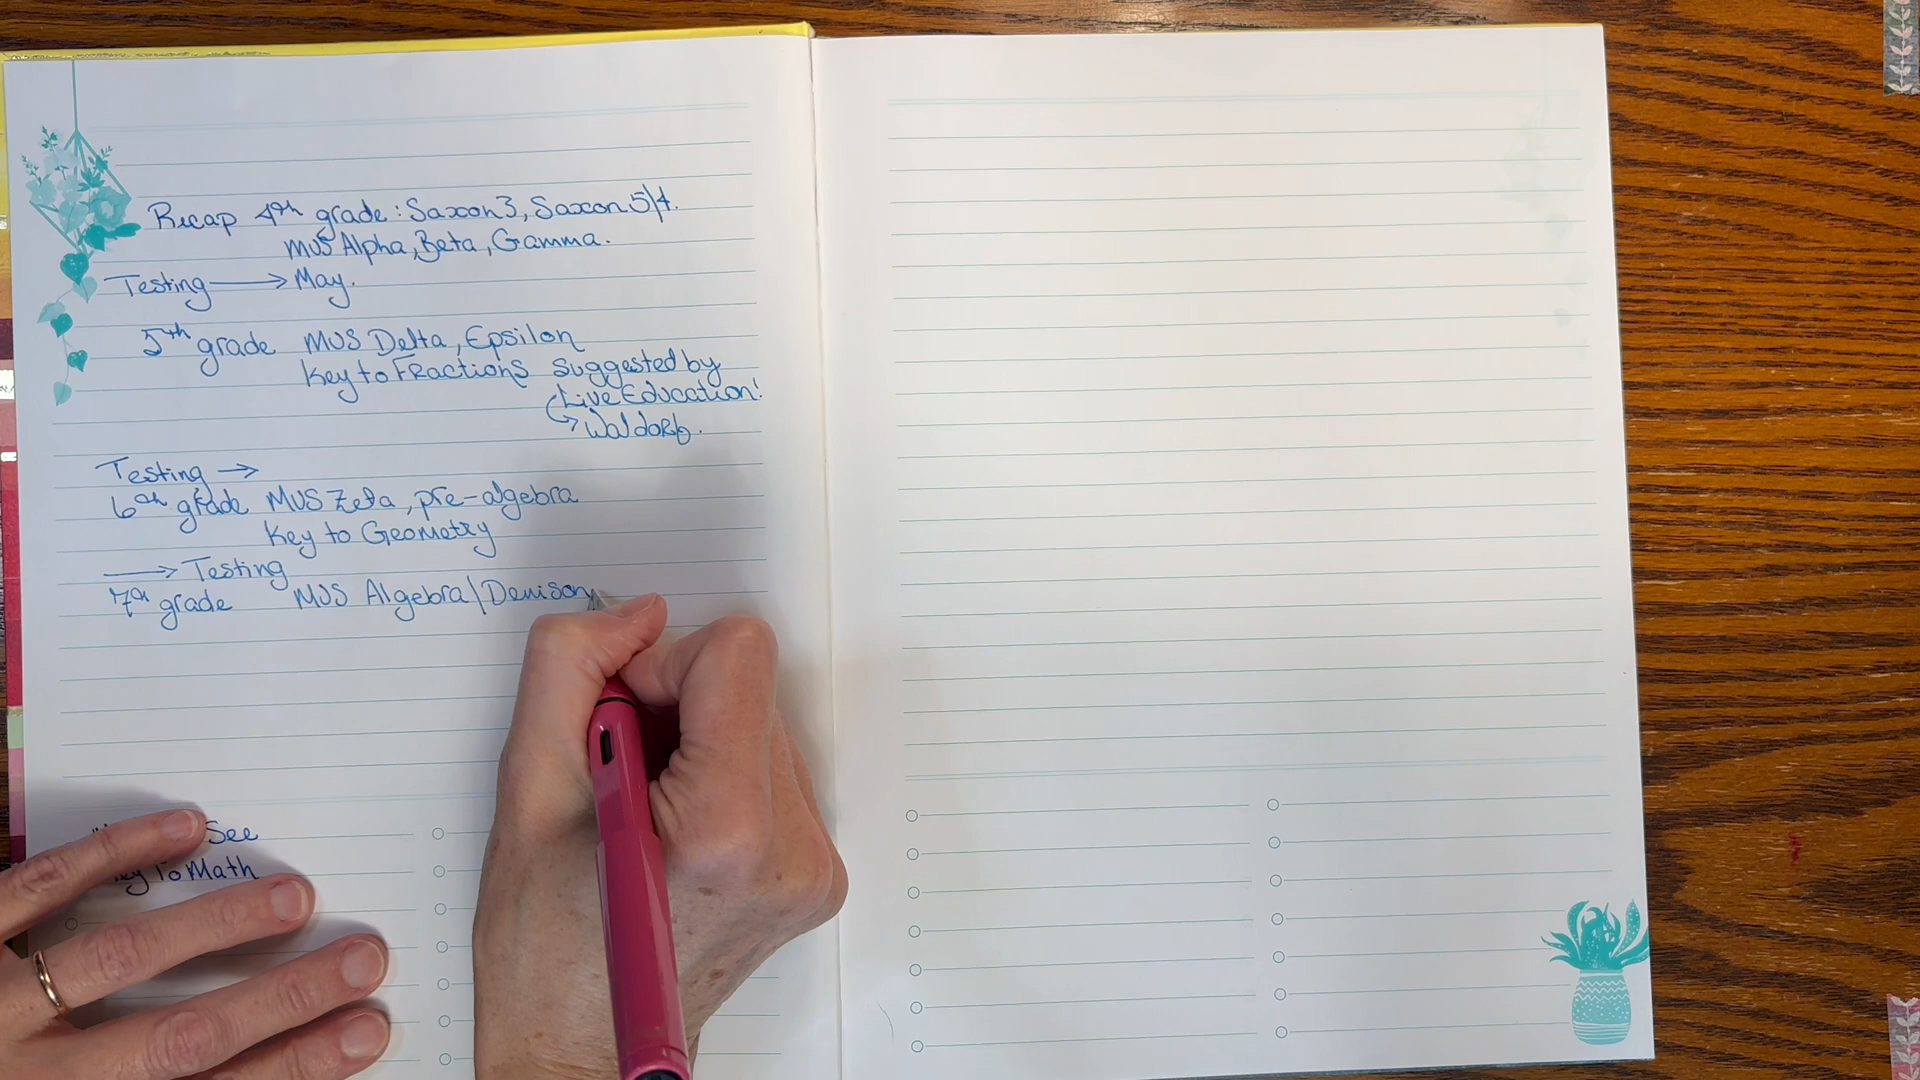 Recap 4th grade: Saxon 3, Saxon 5/4.
MUS Alpha, Beta, Gamma.
Testing → May.
5th grade MUS Delta, Epsilon
Key to Fractions suggested by
Live Education!
Waldorf.
Testing →
6th grade MUS Zeta, pre-algebra
Key to Geometry
→ Testing
7th grade MUS Algebra/Denison
See
To Math